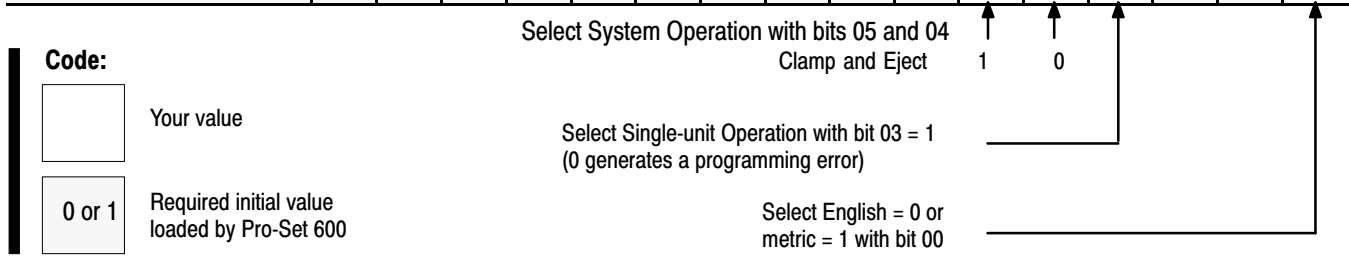 Select System Operation with bits 05 and 04
Clamp and Eject 1 0
Code:
Your value
Select Single-unit Operation with bit 03 = 1
(0 generates a programming error)
0 or 1
Required initial value
loaded by Pro-Set 600
Select English = 0 or
metric = 1 with bit 00